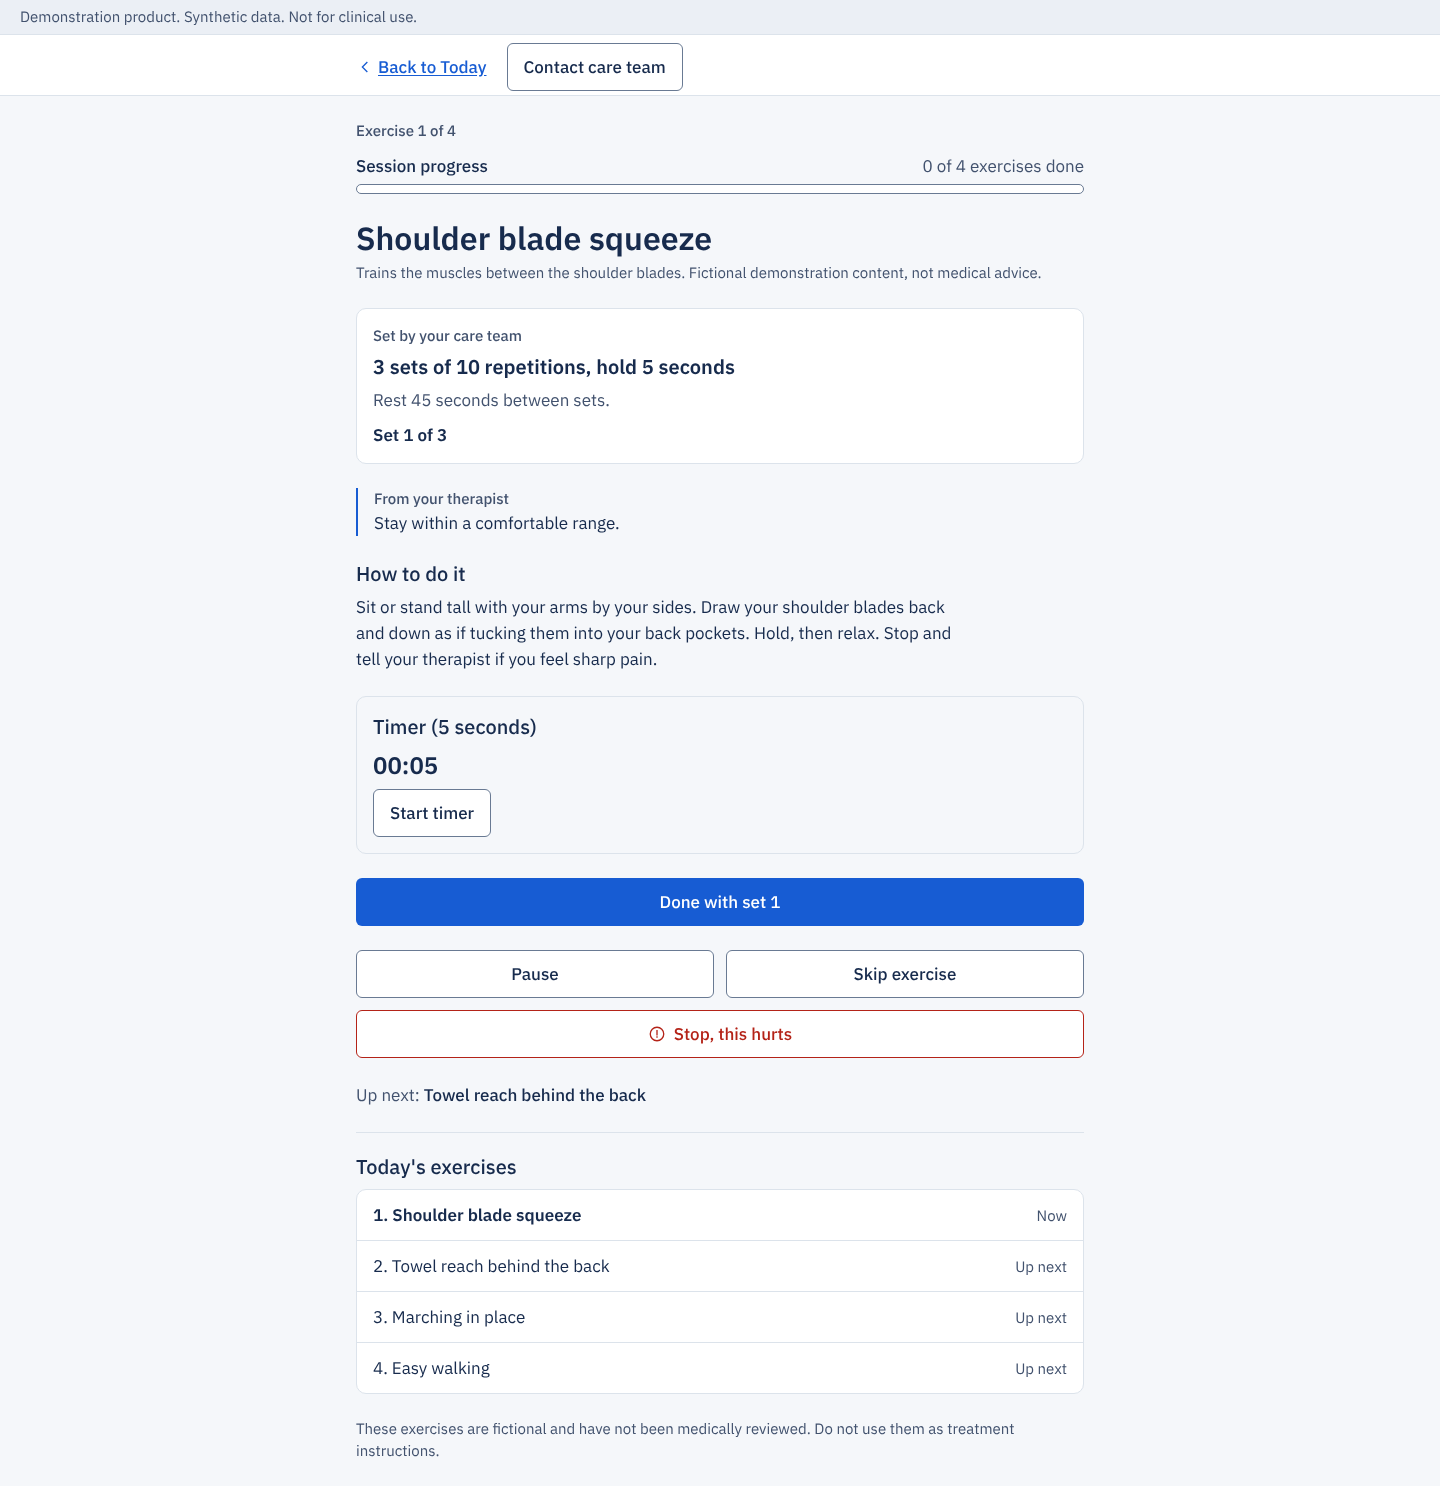 Demonstration product. Synthetic data. Not for clinical use.
Back to Today
Contact care team
Exercise 1 of 4
Session progress
0 of 4 exercises done
Shoulder blade squeeze
Trains the muscles between the shoulder blades. Fictional demonstration content, not medical advice.
Set by your care team
3 sets of 10 repetitions, hold 5 seconds
Rest 45 seconds between sets.
Set 1 of 3
From your therapist
Stay within a comfortable range.
How to do it
Sit or stand tall with your arms by your sides. Draw your shoulder blades back
and down as if tucking them into your back pockets. Hold, then relax. Stop and
tell your therapist if you feel sharp pain.
Timer (5 seconds)
00:05
Start timer
Done with set 1
Pause
Skip exercise
Stop, this hurts
Up next: Towel reach behind the back
Today's exercises
1. Shoulder blade squeeze
Now
2. Towel reach behind the back
Up next
3. Marching in place
Up next
4. Easy walking
Up next
These exercises are fictional and have not been medically reviewed. Do not use them as treatment
instructions.